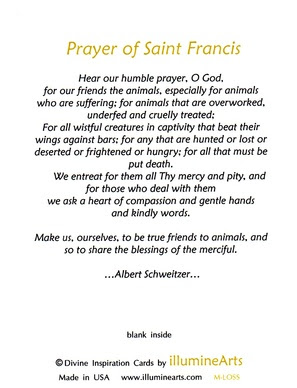 Prayer of Saint Francis
Hear our humble prayer, O God,
for our friends the animals, especially for animals
who are suffering; for animals that are overworked,
underfed and cruelly treated;
For all wistful creatures in captivity that beat their
wings against bars; for any that are hunted or lost or
deserted or frightened or hungry; for all that must be
put death.
We entreat for them all Thy mercy and pity, and
for those who deal with them
we ask a heart of compassion and gentle hands
and kindly words.
Make us, ourselves, to be true friends to animals, and
so to share the blessings of the merciful.
...Albert Schweitzer...
blank inside
©Divine Inspiration Cards by illumineArts
Made in USA www.illuminearts.com M-LOSS